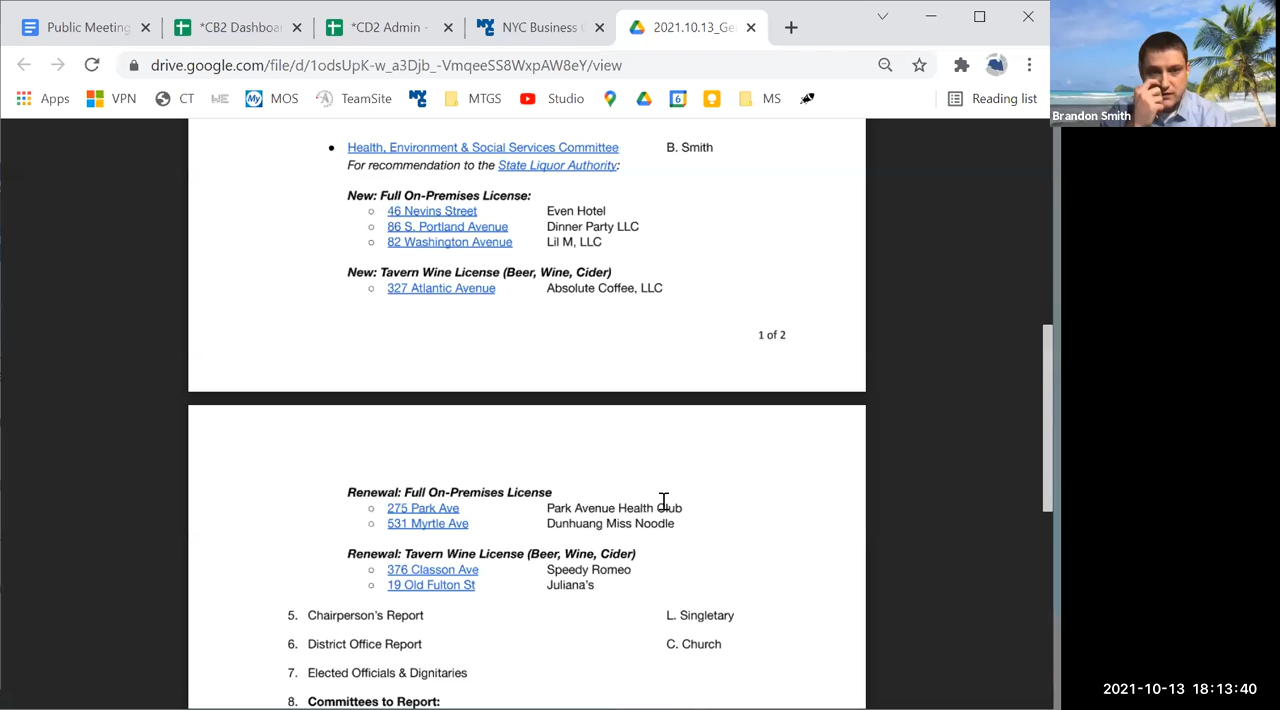 Public Meeting
*CB2 Dashboa
*CD2 Admin -
NYC Business
2021.10.13_Ge
drive.google.com/file/d/1odsUpK-w_a3Djb_-VmqeeSS8WxpAW8eY/view
Apps
VPN
CT
WE
MOS
TeamSite
MTGS
Studio
6
MS
Reading list
Brandon Smith
Health, Environment & Social Services Committee B. Smith
For recommendation to the State Liquor Authority:
New: Full On-Premises License:
46 Nevins Street Even Hotel
86 S. Portland Avenue Dinner Party LLC
82 Washington Avenue Lil M, LLC
New: Tavern Wine License (Beer, Wine, Cider)
327 Atlantic Avenue Absolute Coffee, LLC
1 of 2
Renewal: Full On-Premises License
275 Park Ave Park Avenue Health Club
531 Myrtle Ave Dunhuang Miss Noodle
Renewal: Tavern Wine License (Beer, Wine, Cider)
376 Classon Ave Speedy Romeo
19 Old Fulton St Juliana's
5. Chairperson's Report L. Singletary
6. District Office Report C. Church
7. Elected Officials & Dignitaries
8. Committees to Report:
2021-10-13 18:13:40